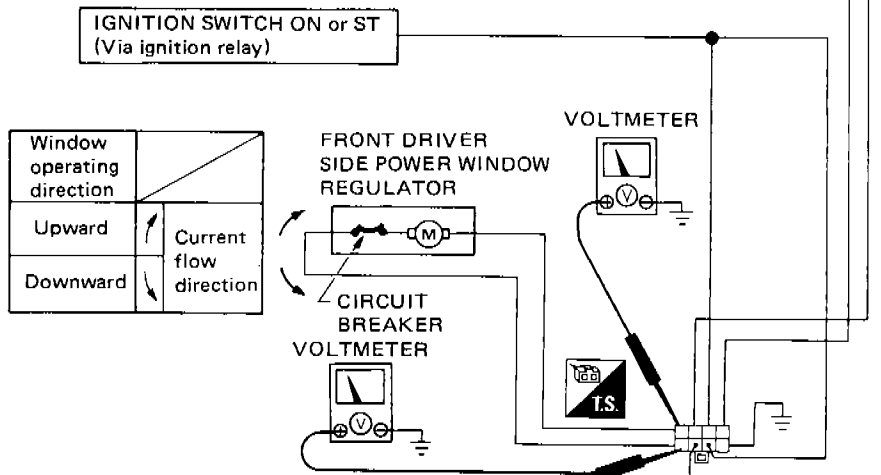 IGNITION SWITCH ON or ST
(Via ignition relay)
VOLTMETER
Window
operating
direction
Upward
Downward
Current
flow
direction
FRONT DRIVER
SIDE POWER WINDOW
REGULATOR
M
V
CIRCUIT
BREAKER
VOLTMETER
V
T.S.